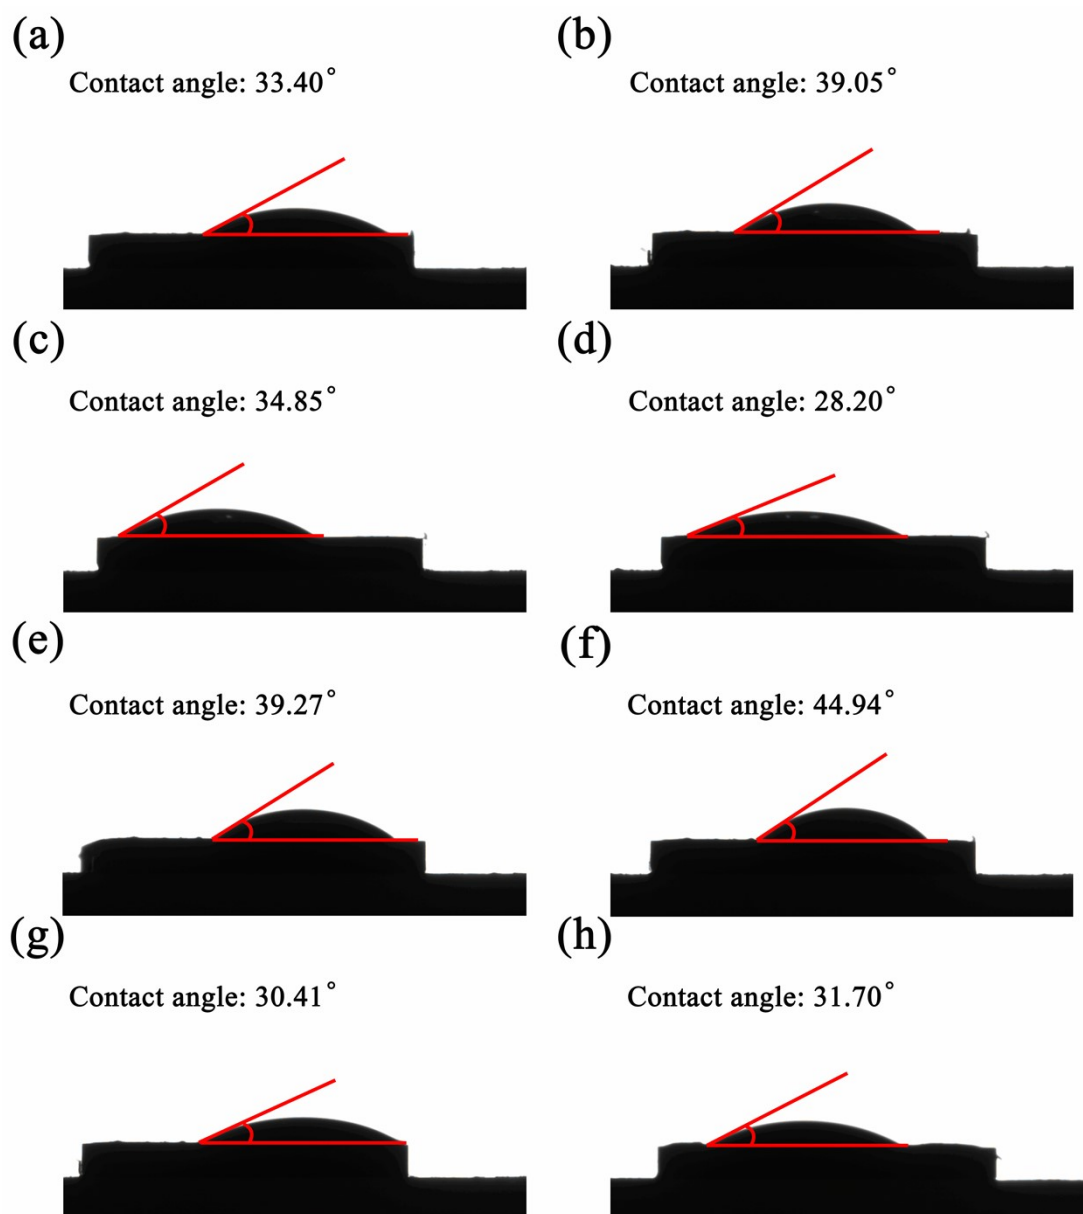 (a)
Contact angle: 33.40°
(b)
Contact angle: 39.05°
(c)
Contact angle: 34.85°
(d)
Contact angle: 28.20°
(e)
Contact angle: 39.27°
(f)
Contact angle: 44.94°
(g)
Contact angle: 30.41°
(h)
Contact angle: 31.70°